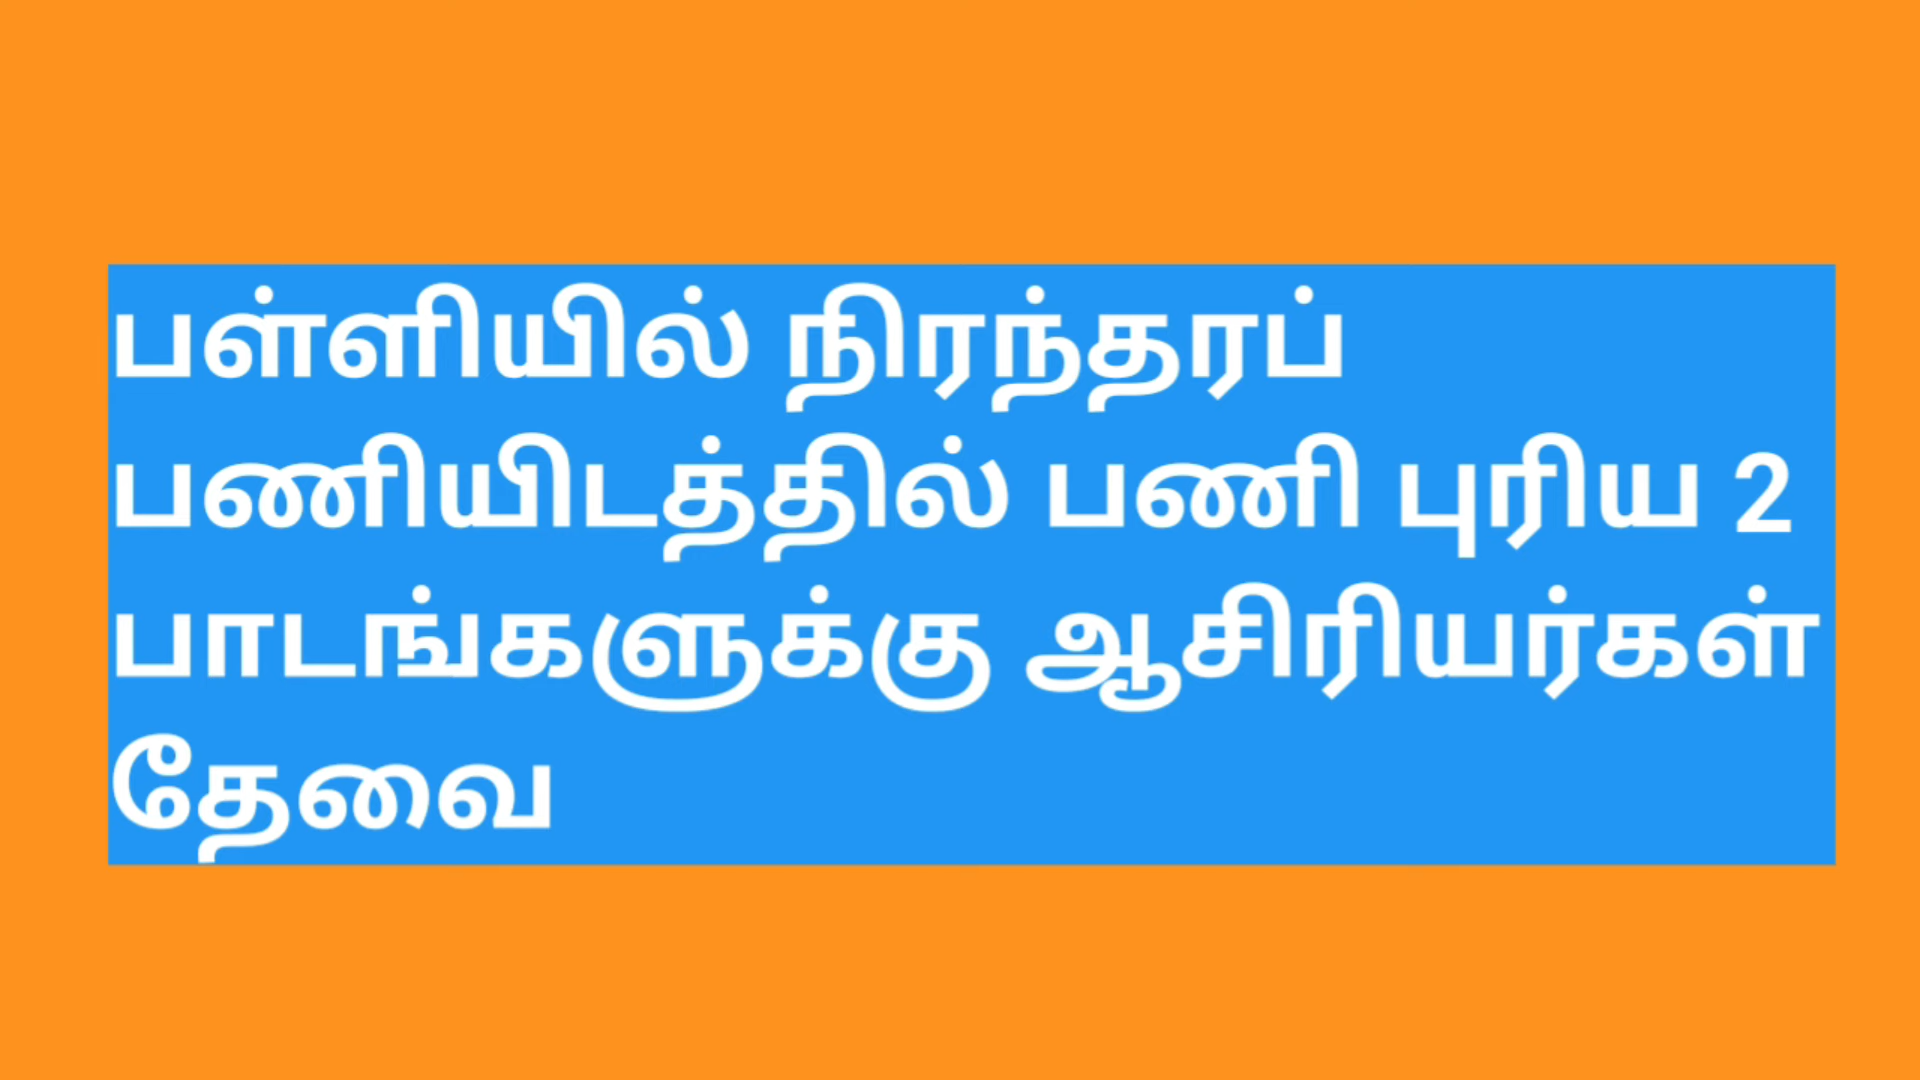 பள்ளியில் நிரந்தரப்
பணியிடத்தில் பணி புரிய 2
பாடங்களுக்கு ஆசிரியர்கள்
தேவை